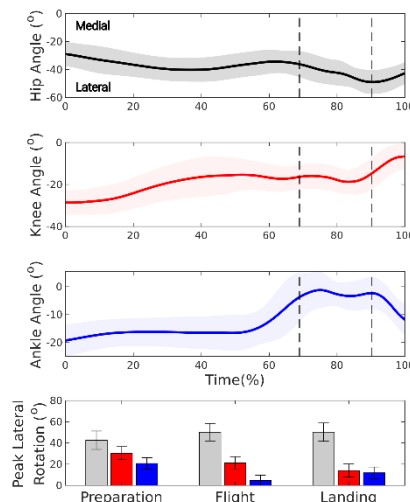 0
-20
-40
-60
Hip Angle (°)
Medial
Lateral
0 20 40 60 80 100
0
-20
-40
Knee Angle (°)
0 20 40 60 80 100
0
-10
-20
Ankle Angle (°)
0 20 40 60 80 100
Time(%)
80
60
40
20
0
Peak Lateral
Rotation (°)
Preparation Flight Landing